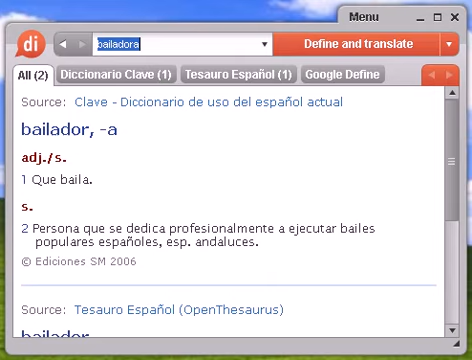 Menu
di
bailadora
Define and translate
All (2)
Diccionario Clave (1)
Tesauro Español (1)
Google Define
Source: Clave - Diccionario de uso del español actual
bailador, -a
adj./s.
1 Que baila.
s.
2 Persona que se dedica profesionalmente a ejecutar bailes
populares españoles, esp. andaluces.
© Ediciones SM 2006
Source: Tesauro Español (OpenThesaurus)
bailador